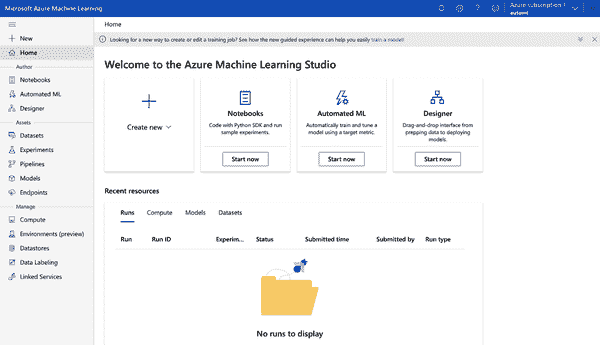 Microsoft Azure Machine Learning
Azure subscription 1
automl
New
Home
Author
Notebooks
Automated ML
Designer
Assets
Datasets
Experiments
Pipelines
Models
Endpoints
Manage
Compute
Environments (preview)
Datastores
Data Labeling
Linked Services
Home
Looking for a new way to create or edit a training job? See how the new guided experience can help you easily train a model!
Welcome to the Azure Machine Learning Studio
Create new
Notebooks
Code with Python SDK and run
sample experiments.
Start now
Automated ML
Automatically train and tune a
model using a target metric.
Start now
Designer
Drag-and-drop interface from
prepping data to deploying
models.
Start now
Recent resources
Runs Compute Models Datasets
Run Run ID Experim... Status Submitted time Submitted by Run type
No runs to display